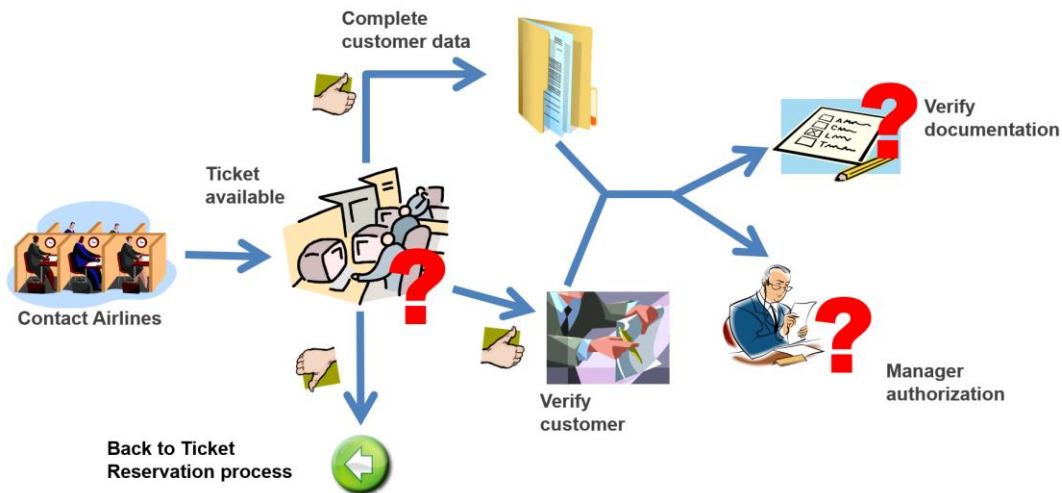 Complete
customer data
Verify
documentation
Ticket
available
A
C
L
T
Contact Airlines
Verify
customer
Manager
authorization
Back to Ticket
Reservation process